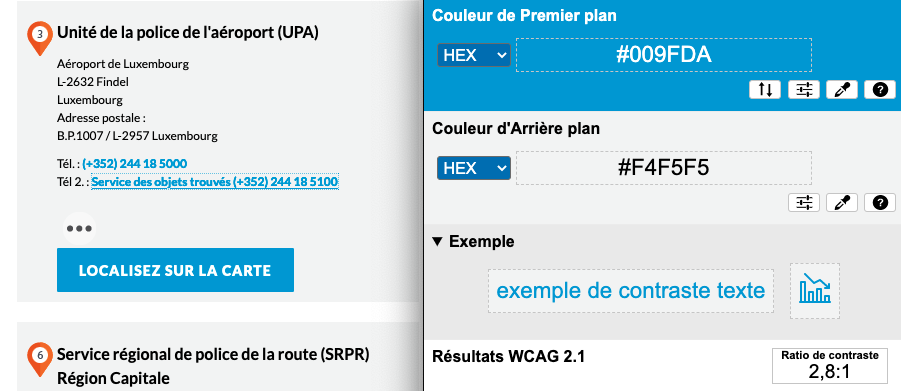 3 Unité de la police de l'aéroport (UPA)
Aéroport de Luxembourg
L-2632 Findel
Luxembourg
Adresse postale :
B.P.1007 / L-2957 Luxembourg
Tél. : (+352) 244 18 5000
Tél 2. : Service des objets trouvés (+352) 244 18 5100
LOCALISEZ SUR LA CARTE
6 Service régional de police de la route (SRPR)
Région Capitale
Couleur de Premier plan
HEX #009FDA
?
Couleur d'Arrière plan
HEX #F4F5F5
?
▼ Exemple
exemple de contraste texte
Résultats WCAG 2.1
Ratio de contraste
2,8:1